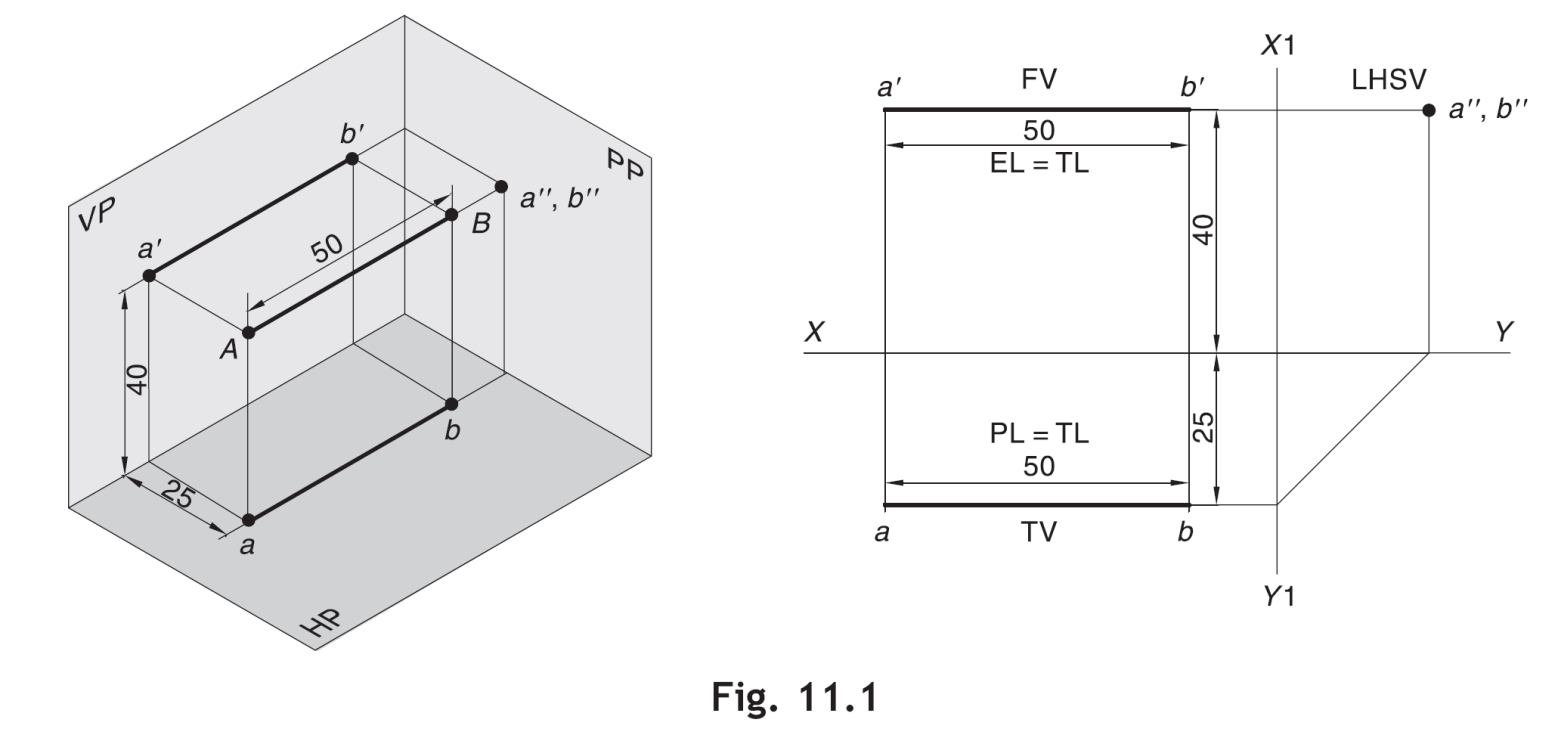 VP
PP
b′
a″, b″
B
a′
50
A
40
25
b
a
HP
X1
a′
FV
b′
LHSV
a″, b″
50
EL = TL
40
X
Y
PL = TL
25
50
a
TV
b
Y1
Fig. 11.1